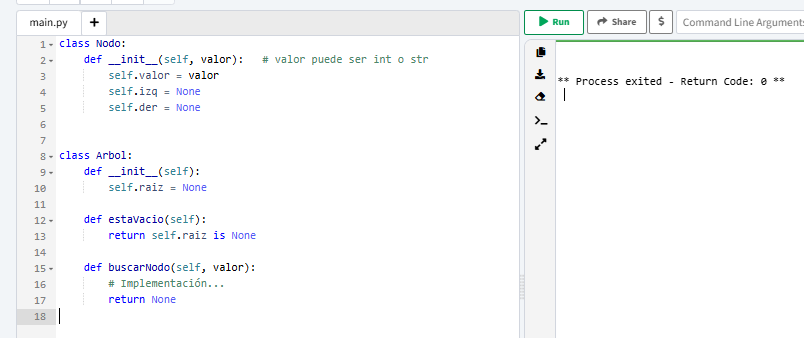 main.py
+
Run
Share
$
Command Line Arguments
1 class Nodo:
2     def __init__(self, valor):   # valor puede ser int o str
3         self.valor = valor
4         self.izq = None
5         self.der = None
6
7
8 class Arbol:
9     def __init__(self):
10         self.raiz = None
11
12     def estaVacio(self):
13         return self.raiz is None
14
15     def buscarNodo(self, valor):
16         # Implementación...
17         return None
18
** Process exited - Return Code: 0 **